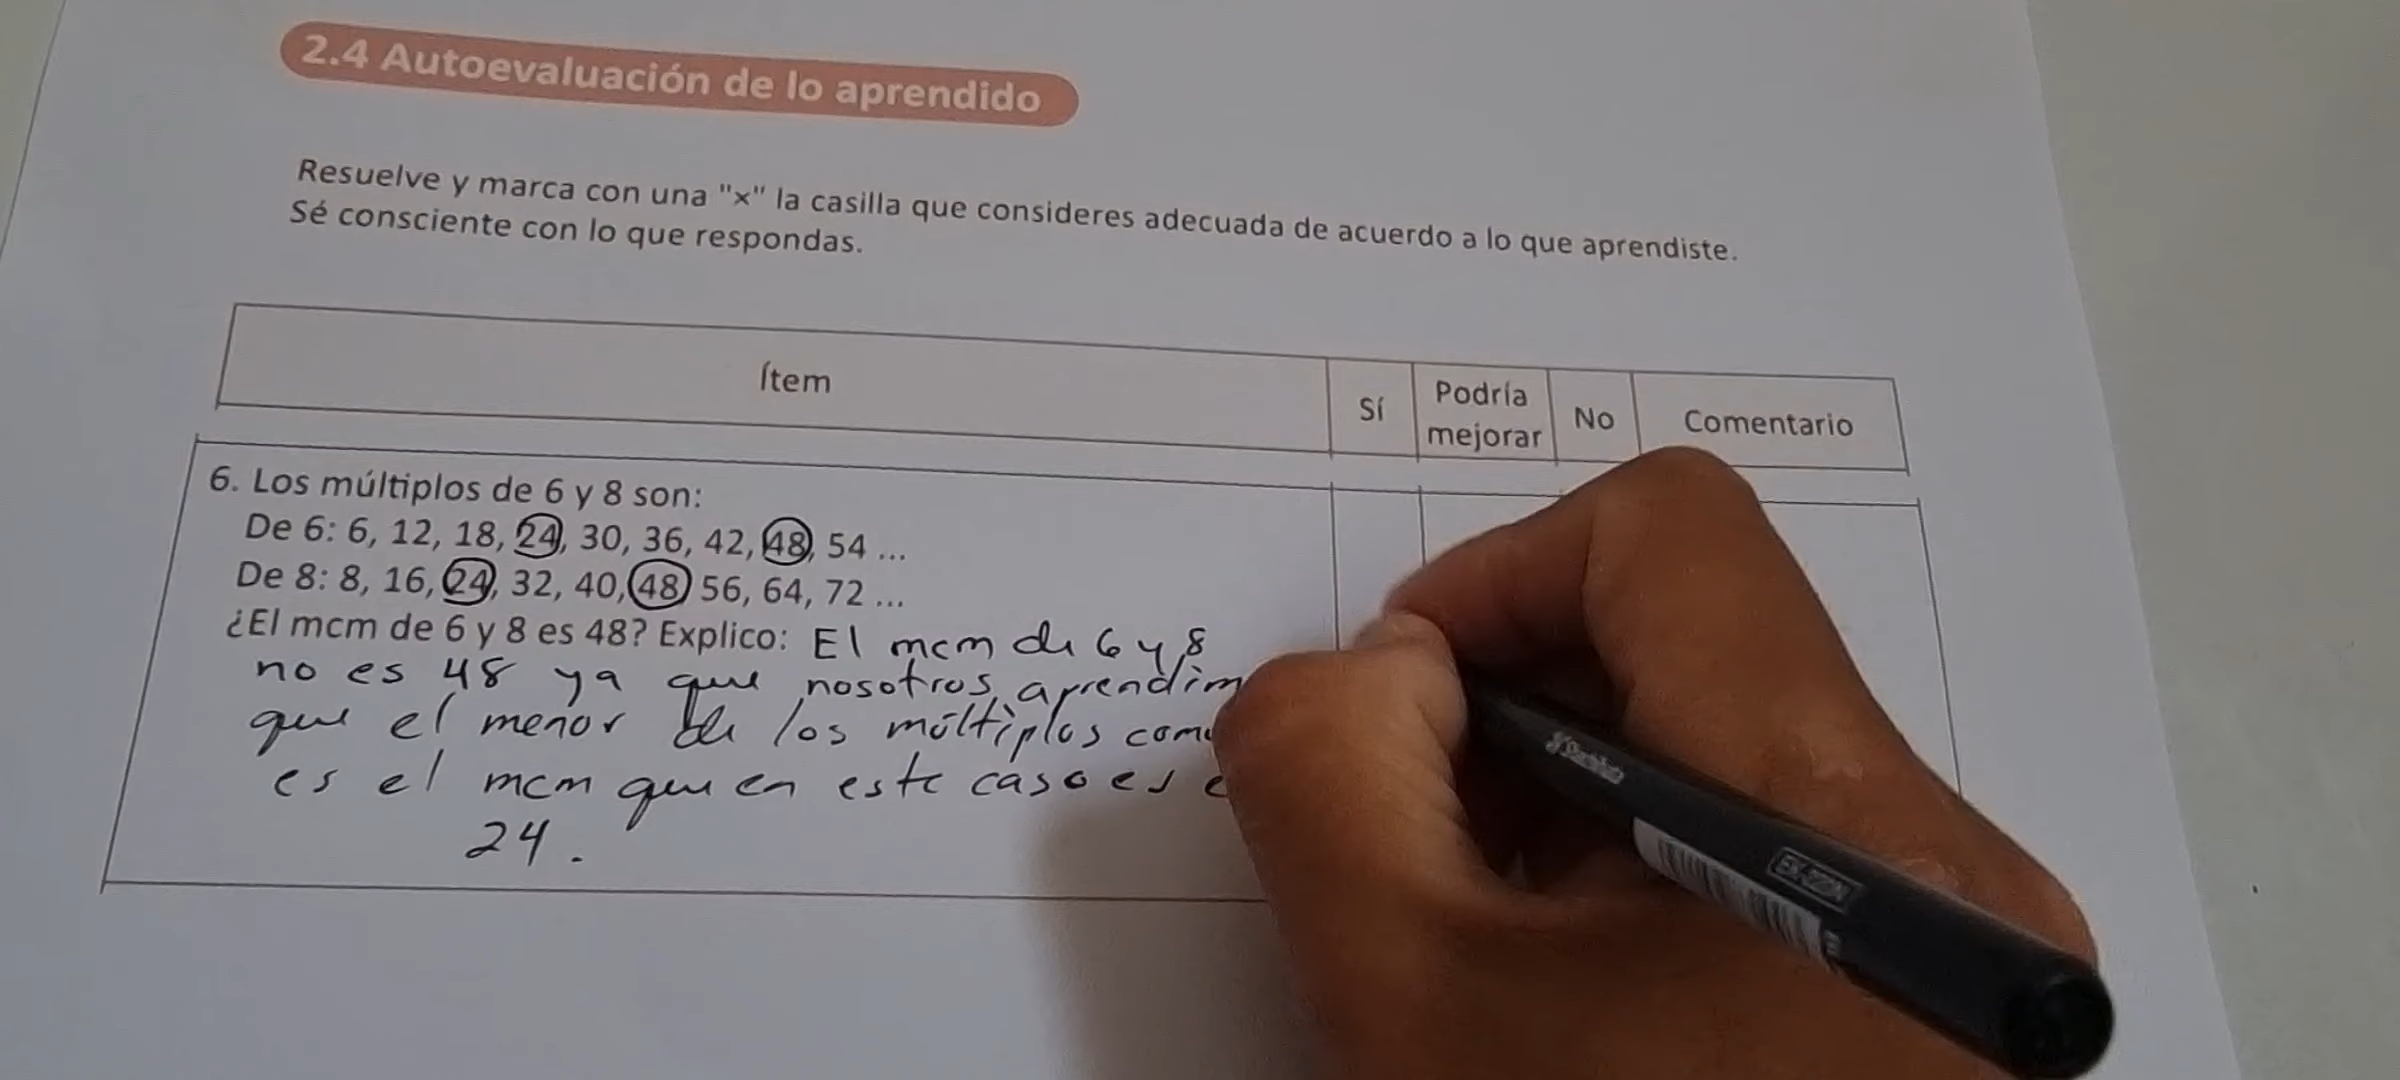 2.4 Autoevaluación de lo aprendido
Resuelve y marca con una "x" la casilla que consideres adecuada de acuerdo a lo que aprendiste.
Sé consciente con lo que respondas.
Ítem
Sí
Podría
mejorar
No
Comentario
6. Los múltiplos de 6 y 8 son:
De 6: 6, 12, 18, 24, 30, 36, 42, 48, 54 ...
De 8: 8, 16, 24, 32, 40, 48, 56, 64, 72 ...
¿El mcm de 6 y 8 es 48? Explico: El mcm de 6 y 8
no es 48 ya que nosotros
que el menor de los múltiplos
es el mcm que en este caso es
24.